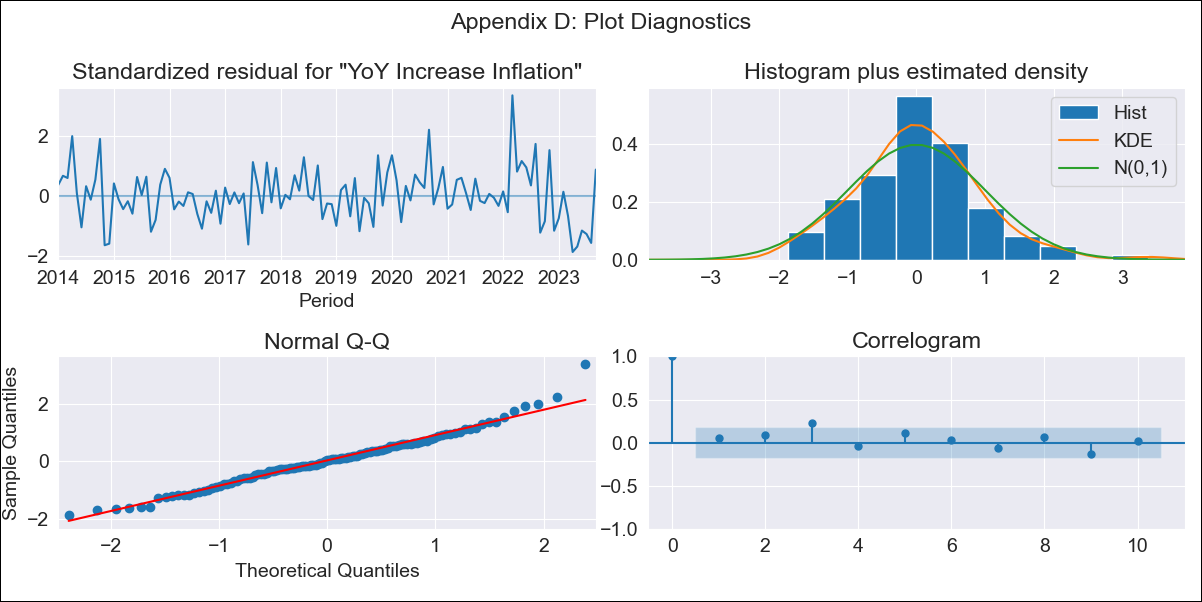 Appendix D: Plot Diagnostics
Standardized residual for "YoY Increase Inflation"
2
0
−2
2014 2015 2016 2017 2018 2019 2020 2021 2022 2023
Period
Histogram plus estimated density
Hist
KDE
N(0,1)
0.4
0.2
0.0
−3 −2 −1 0 1 2 3
Normal Q-Q
Sample Quantiles
2
0
−2
−2 −1 0 1 2
Theoretical Quantiles
Correlogram
1.0
0.5
0.0
−0.5
−1.0
0 2 4 6 8 10